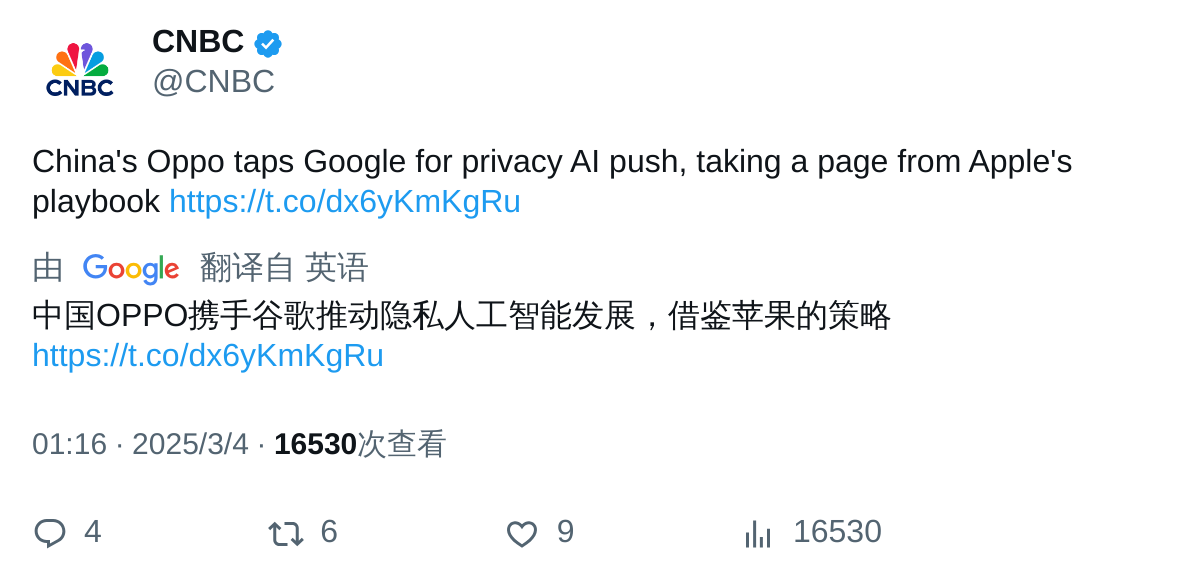 CNBC
CNBC
@CNBC
China's Oppo taps Google for privacy AI push, taking a page from Apple's
playbook https://t.co/dx6yKmKgRu
由 Google 翻译自 英语
中国OPPO携手谷歌推动隐私人工智能发展，借鉴苹果的策略
https://t.co/dx6yKmKgRu
01:16 · 2025/3/4 · 16530次查看
4 6 9 16530